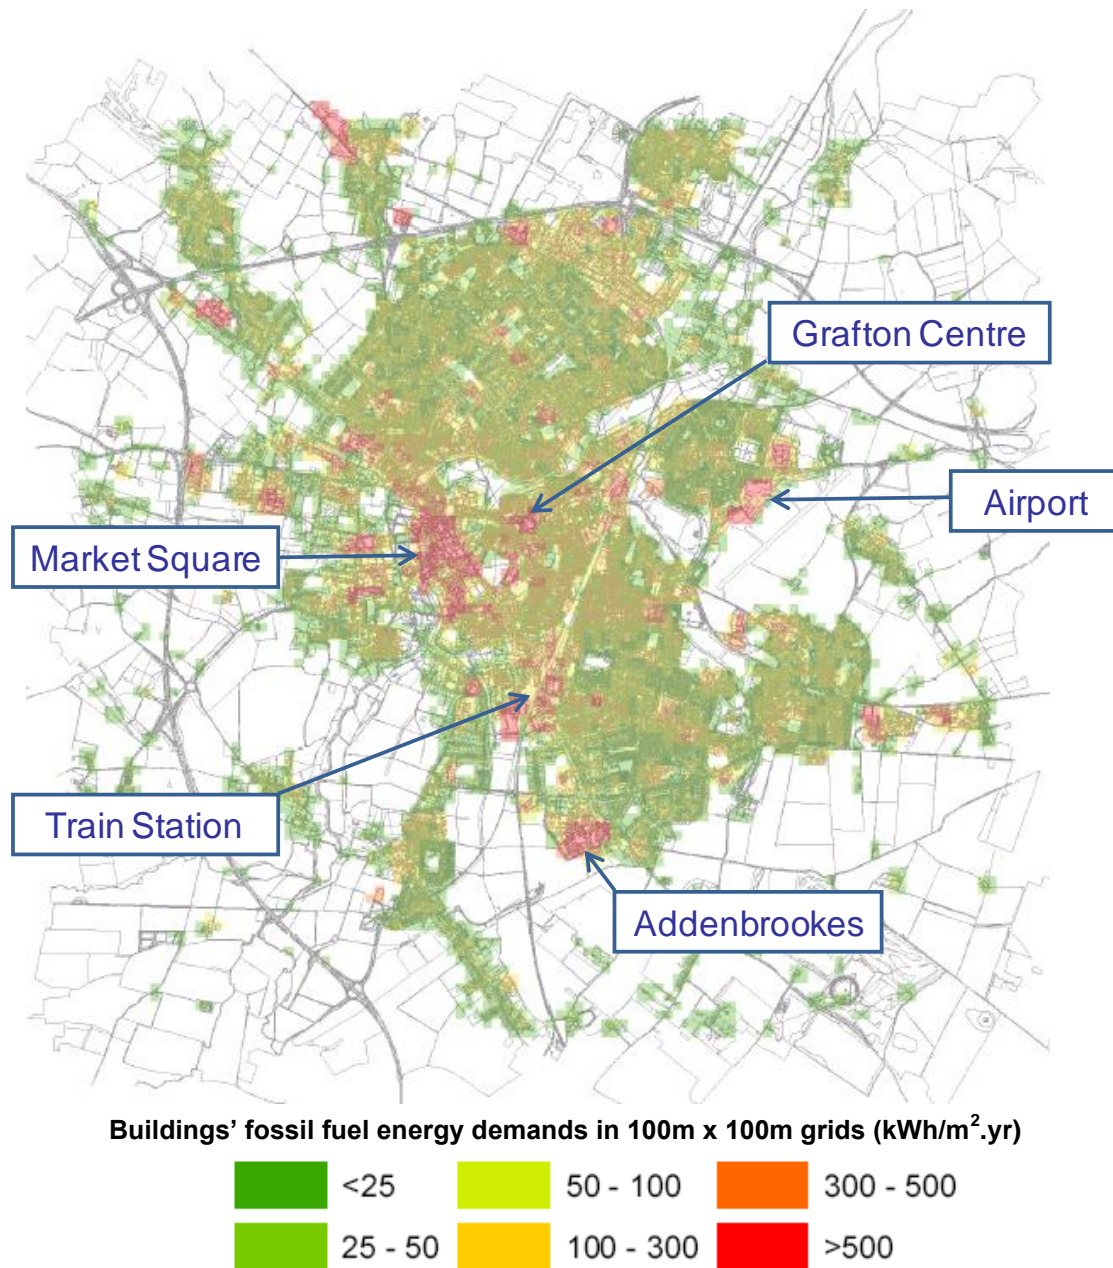 Grafton Centre
Airport
Market Square
Train Station
Addenbrookes
Buildings’ fossil fuel energy demands in 100m x 100m grids (kWh/m².yr)
<25 50 - 100 300 - 500
25 - 50 100 - 300 >500